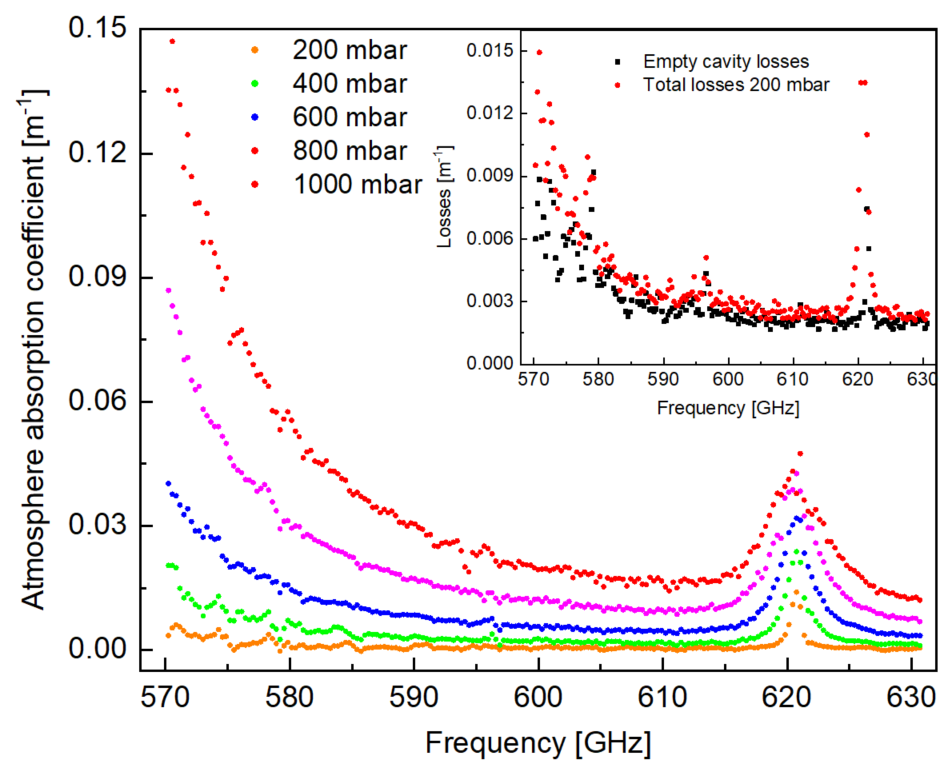 0.15
0.12
0.09
0.06
0.03
0.00
Atmosphere absorption coefficient [m⁻¹]
200 mbar
400 mbar
600 mbar
800 mbar
1000 mbar
0.015
0.012
0.009
0.006
0.003
0.000
Losses [m⁻¹]
Empty cavity losses
Total losses 200 mbar
570 580 590 600 610 620 630
Frequency [GHz]
570 580 590 600 610 620 630
Frequency [GHz]